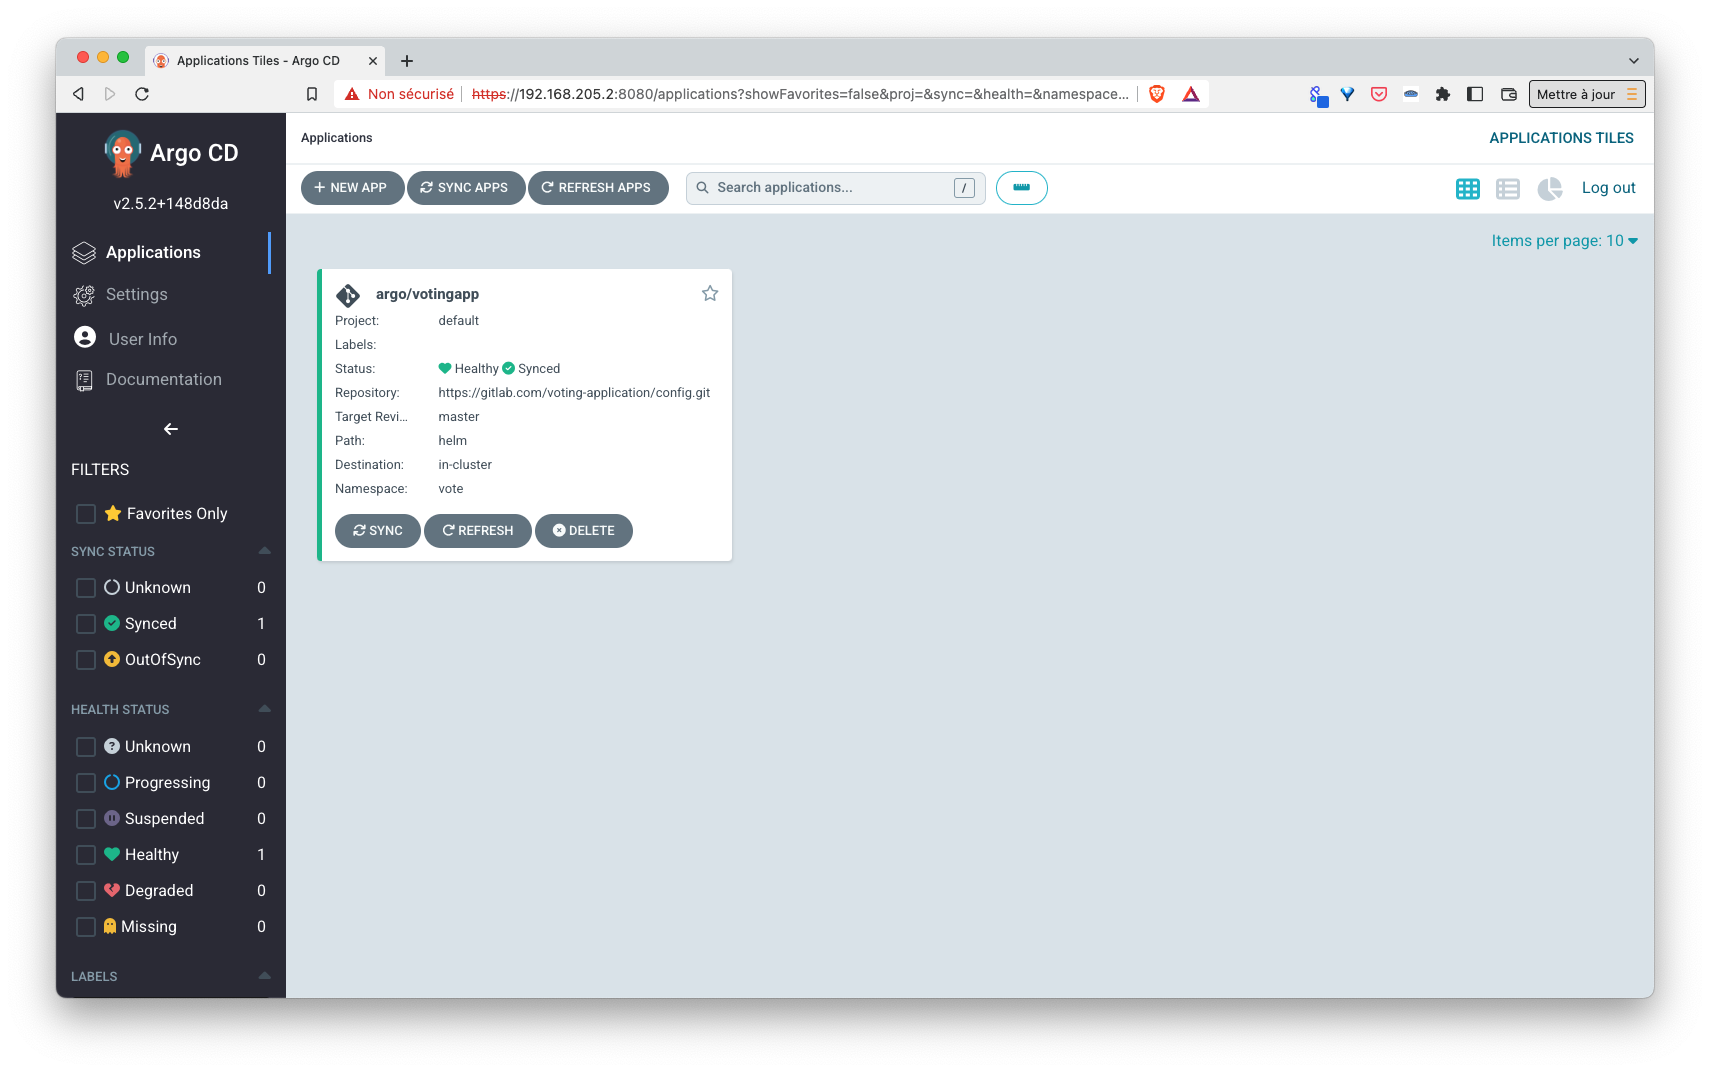 Applications Tiles - Argo CD
Non sécurisé https://192.168.205.2:8080/applications?showFavorites=false&proj=&sync=&health=&namespace...
Mettre à jour
Argo CD
v2.5.2+148d8da
Applications
Settings
User Info
Documentation
FILTERS
Favorites Only
SYNC STATUS
Unknown 0
Synced 1
OutOfSync 0
HEALTH STATUS
Unknown 0
Progressing 0
Suspended 0
Healthy 1
Degraded 0
Missing 0
LABELS
Applications
APPLICATIONS TILES
NEW APP SYNC APPS REFRESH APPS Search applications... / Log out
Items per page: 10
argo/votingapp
Project: default
Labels:
Status: Healthy Synced
Repository: https://gitlab.com/voting-application/config.git
Target Revi... master
Path: helm
Destination: in-cluster
Namespace: vote
SYNC REFRESH DELETE